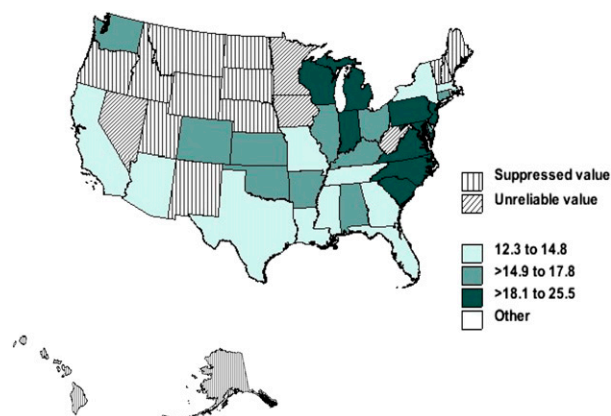 Suppressed value
Unreliable value
12.3 to 14.8
>14.9 to 17.8
>18.1 to 25.5
Other